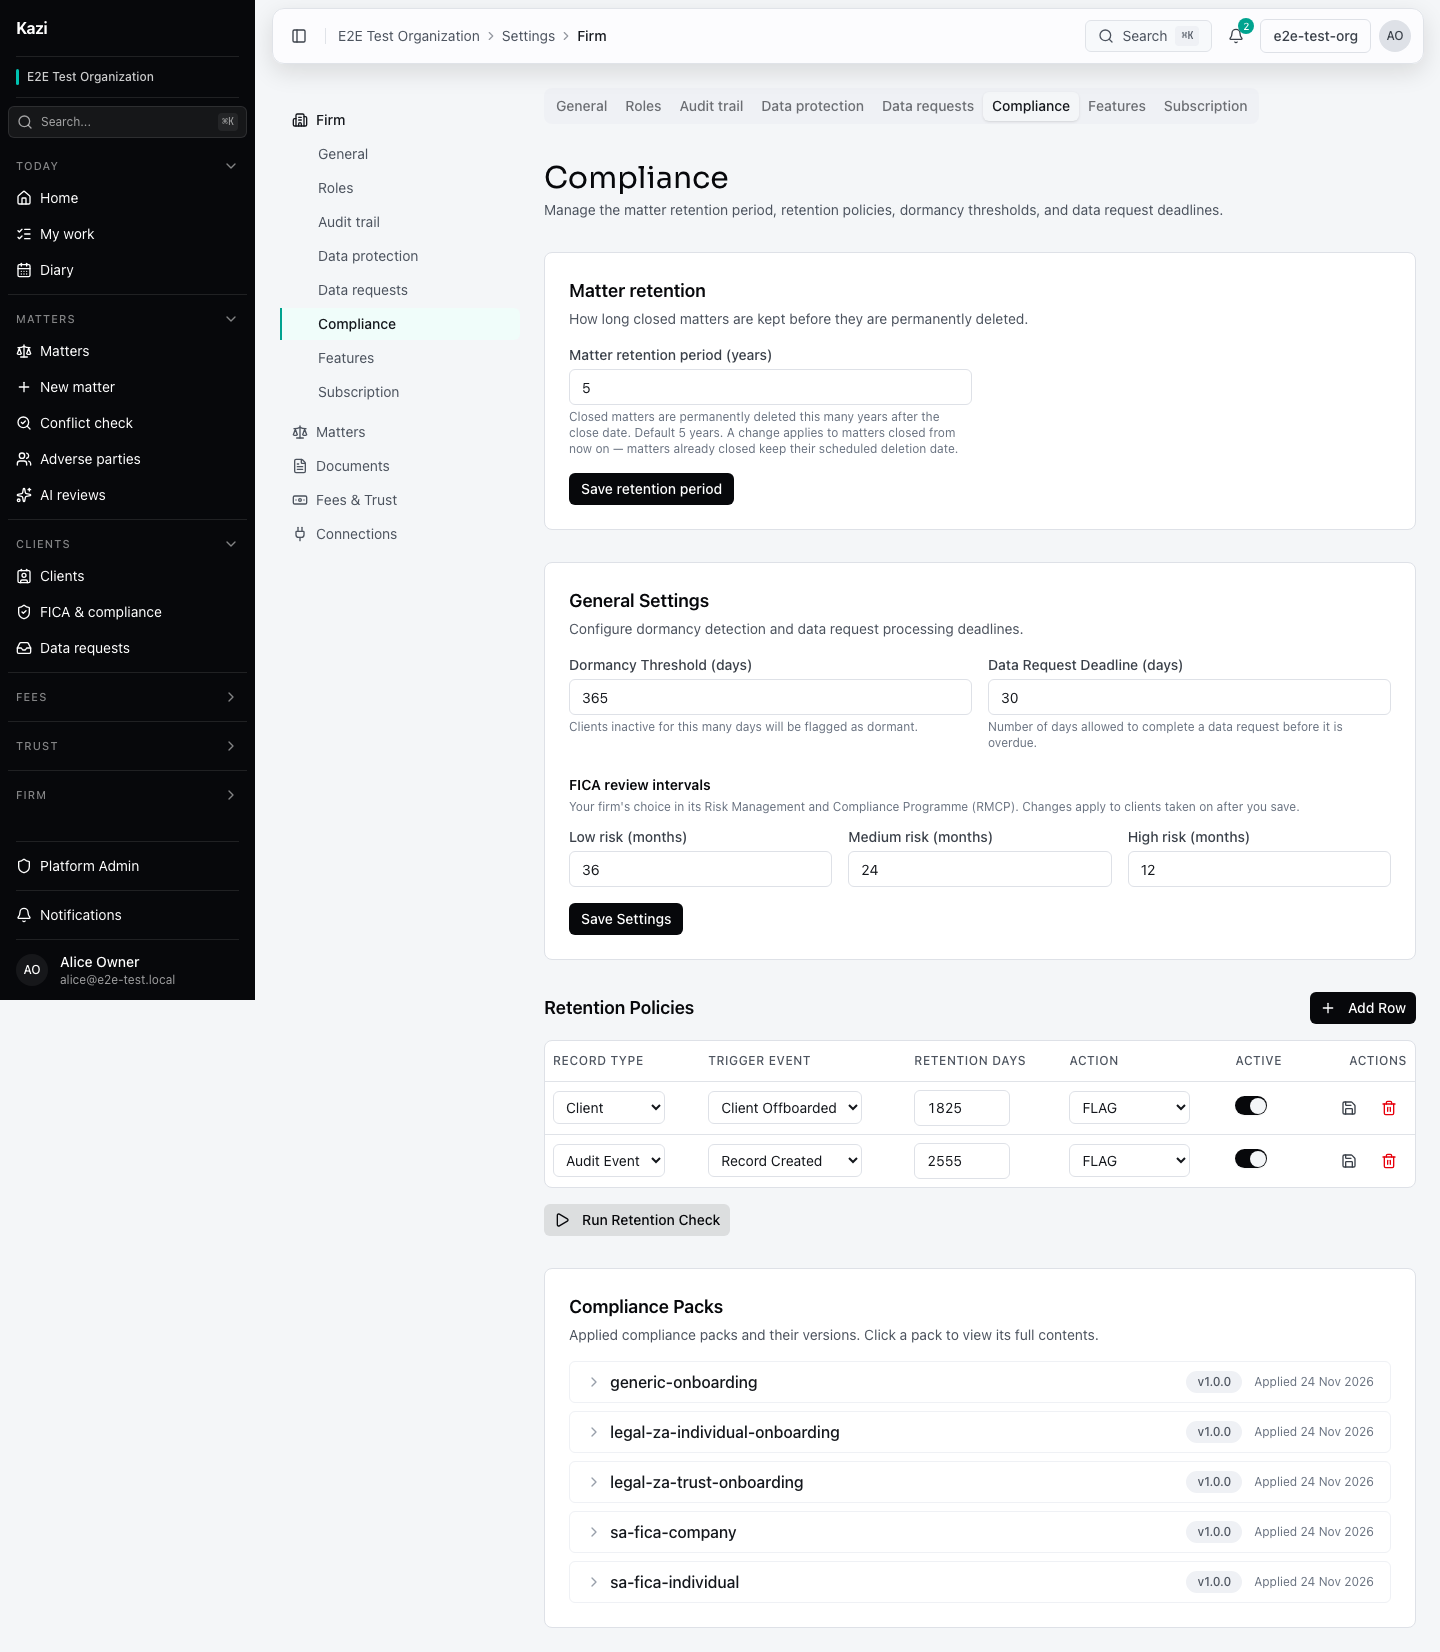 Kazi
E2E Test Organization
Search... ⌘K
TODAY
Home
My work
Diary
MATTERS
Matters
New matter
Conflict check
Adverse parties
AI reviews
CLIENTS
Clients
FICA & compliance
Data requests
FEES
TRUST
FIRM
Platform Admin
Notifications
AO
Alice Owner
alice@e2e-test.local
E2E Test Organization > Settings > Firm
Search ⌘K
2
e2e-test-org
AO
Firm
General
Roles
Audit trail
Data protection
Data requests
Compliance
Features
Subscription
Matters
Documents
Fees & Trust
Connections
General Roles Audit trail Data protection Data requests Compliance Features Subscription
Compliance
Manage the matter retention period, retention policies, dormancy thresholds, and data request deadlines.
Matter retention
How long closed matters are kept before they are permanently deleted.
Matter retention period (years)
5
Closed matters are permanently deleted this many years after the
close date. Default 5 years. A change applies to matters closed from
now on — matters already closed keep their scheduled deletion date.
Save retention period
General Settings
Configure dormancy detection and data request processing deadlines.
Dormancy Threshold (days) Data Request Deadline (days)
365 30
Clients inactive for this many days will be flagged as dormant.
Number of days allowed to complete a data request before it is
overdue.
FICA review intervals
Your firm's choice in its Risk Management and Compliance Programme (RMCP). Changes apply to clients taken on after you save.
Low risk (months) Medium risk (months) High risk (months)
36 24 12
Save Settings
Retention Policies
Add Row
RECORD TYPE TRIGGER EVENT RETENTION DAYS ACTION ACTIVE ACTIONS
Client Client Offboarded 1825 FLAG
Audit Event Record Created 2555 FLAG
Run Retention Check
Compliance Packs
Applied compliance packs and their versions. Click a pack to view its full contents.
generic-onboarding v1.0.0 Applied 24 Nov 2026
legal-za-individual-onboarding v1.0.0 Applied 24 Nov 2026
legal-za-trust-onboarding v1.0.0 Applied 24 Nov 2026
sa-fica-company v1.0.0 Applied 24 Nov 2026
sa-fica-individual v1.0.0 Applied 24 Nov 2026